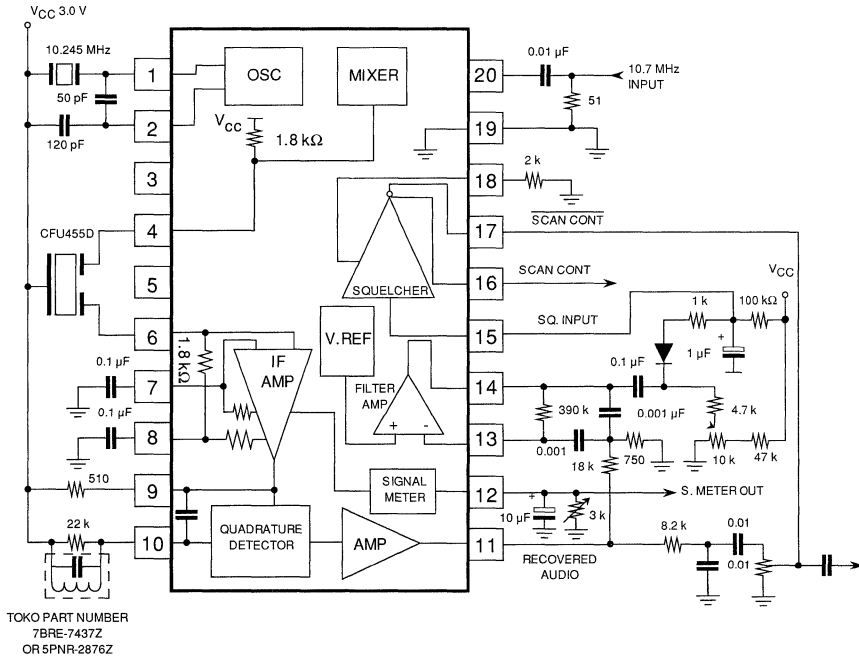 VCC 3.0 V
10.245 MHz
50 pF
120 pF
CFU455D
0.1 µF
0.1 µF
510
22 k
TOKO PART NUMBER
7BRE-7437Z
OR 5PNR-2876Z
1
2
3
4
5
6
7
8
9
10
OSC
MIXER
VCC
1.8 kΩ
SQUELCHER
V.REF
1.8 kΩ
IF
AMP
FILTER
AMP
+
-
SIGNAL
METER
QUADRATURE
DETECTOR
AMP
20
19
18
17
16
15
14
13
12
11
0.01 µF
10.7 MHz
INPUT
51
2 k
SCAN CONT
SCAN CONT
VCC
SQ. INPUT
1 k
100 kΩ
+
1 µF
0.1 µF
390 k
0.001 µF
4.7 k
0.001
750
10 k
47 k
18 k
S. METER OUT
+
10 µF
3 k
RECOVERED
AUDIO
8.2 k
0.01
0.01